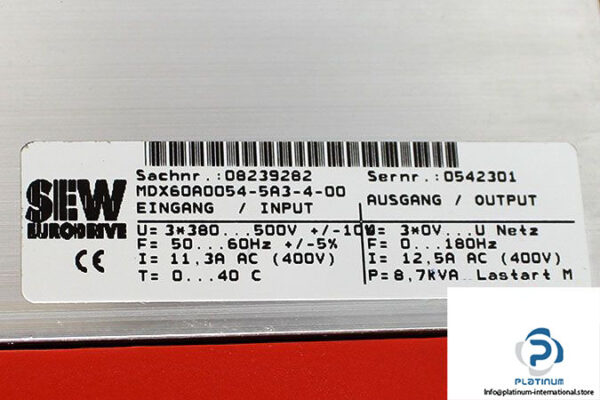 SEW
EURODRIVE
Sachnr.:08239282 Sernr.:0542301
MDX60A0054-5A3-4-00
EINGANG / INPUT AUSGANG / OUTPUT
U= 3*380...500V +/-10% U= 3*0V...U Netz
F= 50...60Hz +/-5% F= 0...180Hz
I= 11,3A AC (400V) I= 12,5A AC (400V)
T= 0...40 C P= 8,7KVA Lastart M
CE
P
PLATINUM
Info@platinum-international.store